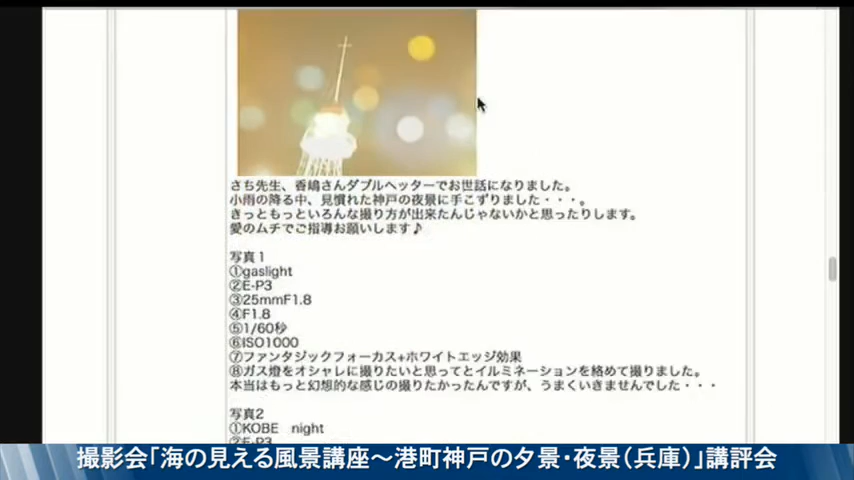 さち先生、香嶋さんダブルヘッターでお世話になりました。
小雨の降る中、見慣れた神戸の夜景に手こずりました・・・。
きっともっといろんな撮り方が出来たんじゃないかと思ったりします。
愛のムチでご指導お願いします♪
写真１
①gaslight
②E-P3
③25mmF1.8
④F1.8
⑤1/60秒
⑥ISO1000
⑦ファンタジックフォーカス+ホワイトエッジ効果
⑧ガス燈をオシャレに撮りたいと思ってとイルミネーションを絡めて撮りました。
本当はもっと幻想的な感じの撮りたかったんですが、うまくいきませんでした・・・
写真2
①KOBE　night
②E-P3
撮影会「海の見える風景講座～港町神戸の夕景・夜景（兵庫）」講評会